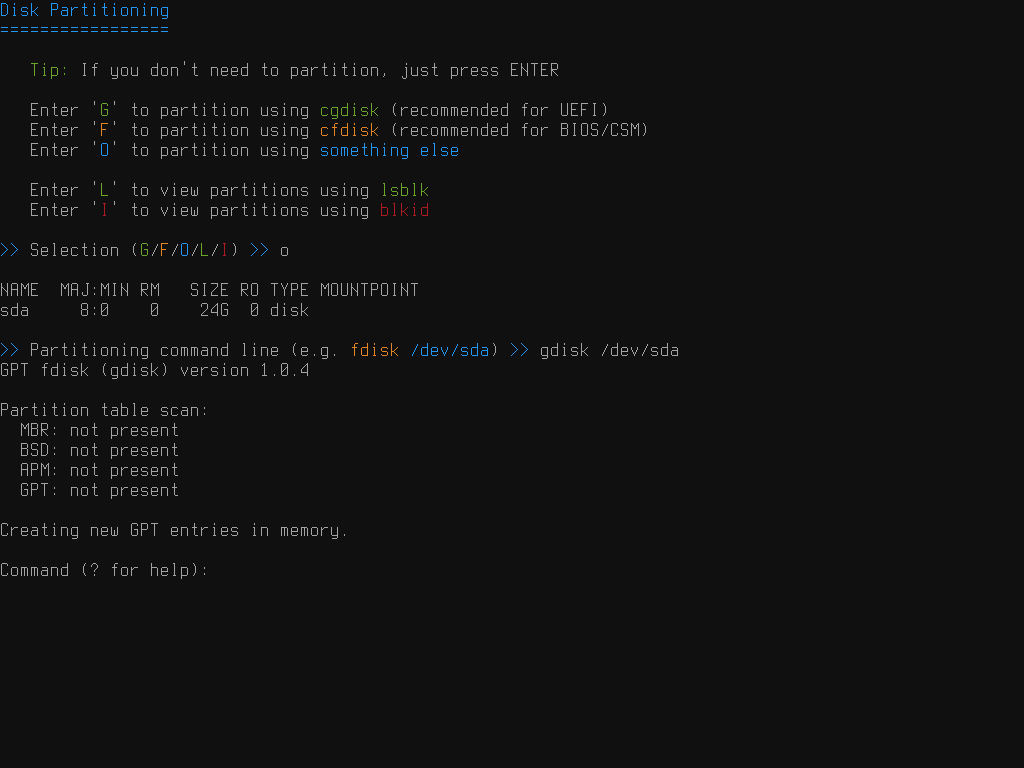 Disk Partitioning
=================
Tip: If you don't need to partition, just press ENTER
Enter 'G' to partition using cgdisk (recommended for UEFI)
Enter 'F' to partition using cfdisk (recommended for BIOS/CSM)
Enter 'O' to partition using something else
Enter 'L' to view partitions using lsblk
Enter 'I' to view partitions using blkid
>> Selection (G/F/O/L/I) >> o
NAME  MAJ:MIN RM   SIZE RO TYPE MOUNTPOINT
sda     8:0    0    24G  0 disk
>> Partitioning command line (e.g. fdisk /dev/sda) >> gdisk /dev/sda
GPT fdisk (gdisk) version 1.0.4
Partition table scan:
  MBR: not present
  BSD: not present
  APM: not present
  GPT: not present
Creating new GPT entries in memory.
Command (? for help):